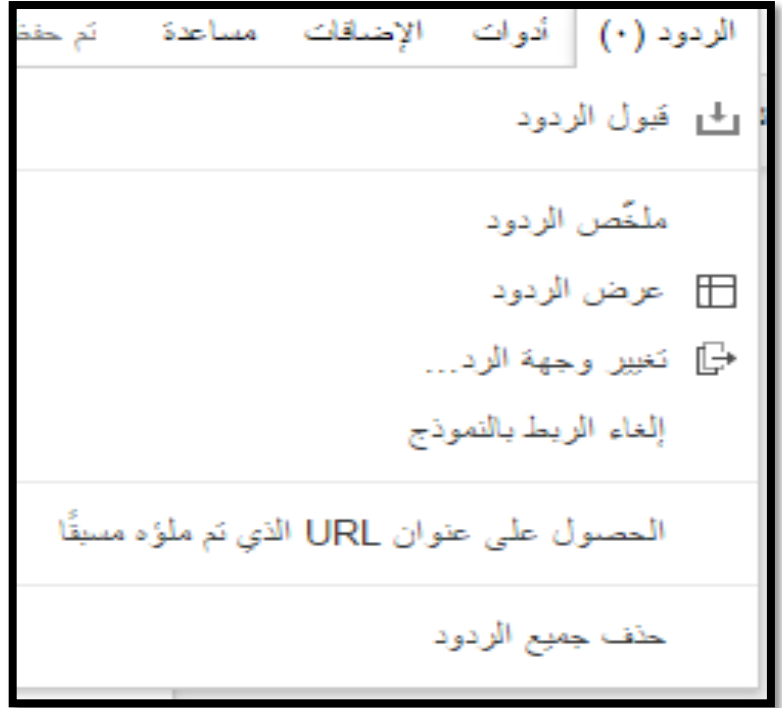 الردود (٠) أدوات الإضافات مساعدة تم
قبول الردود
ملخّص الردود
عرض الردود
تغيير وجهة الرد...
إلغاء الربط بالنموذج
الحصول على عنوان URL الذي تم ملؤه مسبقًا
حذف جميع الردود